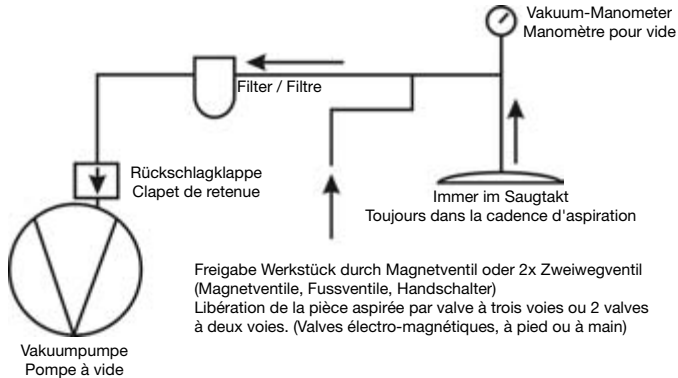 Vakuum-Manometer
Manomètre pour vide
Filter / Filtre
Rückschlagklappe
Clapet de retenue
Immer im Saugtakt
Toujours dans la cadence d'aspiration
Freigabe Werkstück durch Magnetventil oder 2x Zweiwegventil
(Magnetventile, Fussventile, Handschalter)
Libération de la pièce aspirée par valve à trois voies ou 2 valves
à deux voies. (Valves électro-magnétiques, à pied ou à main)
Vakuumpumpe
Pompe à vide